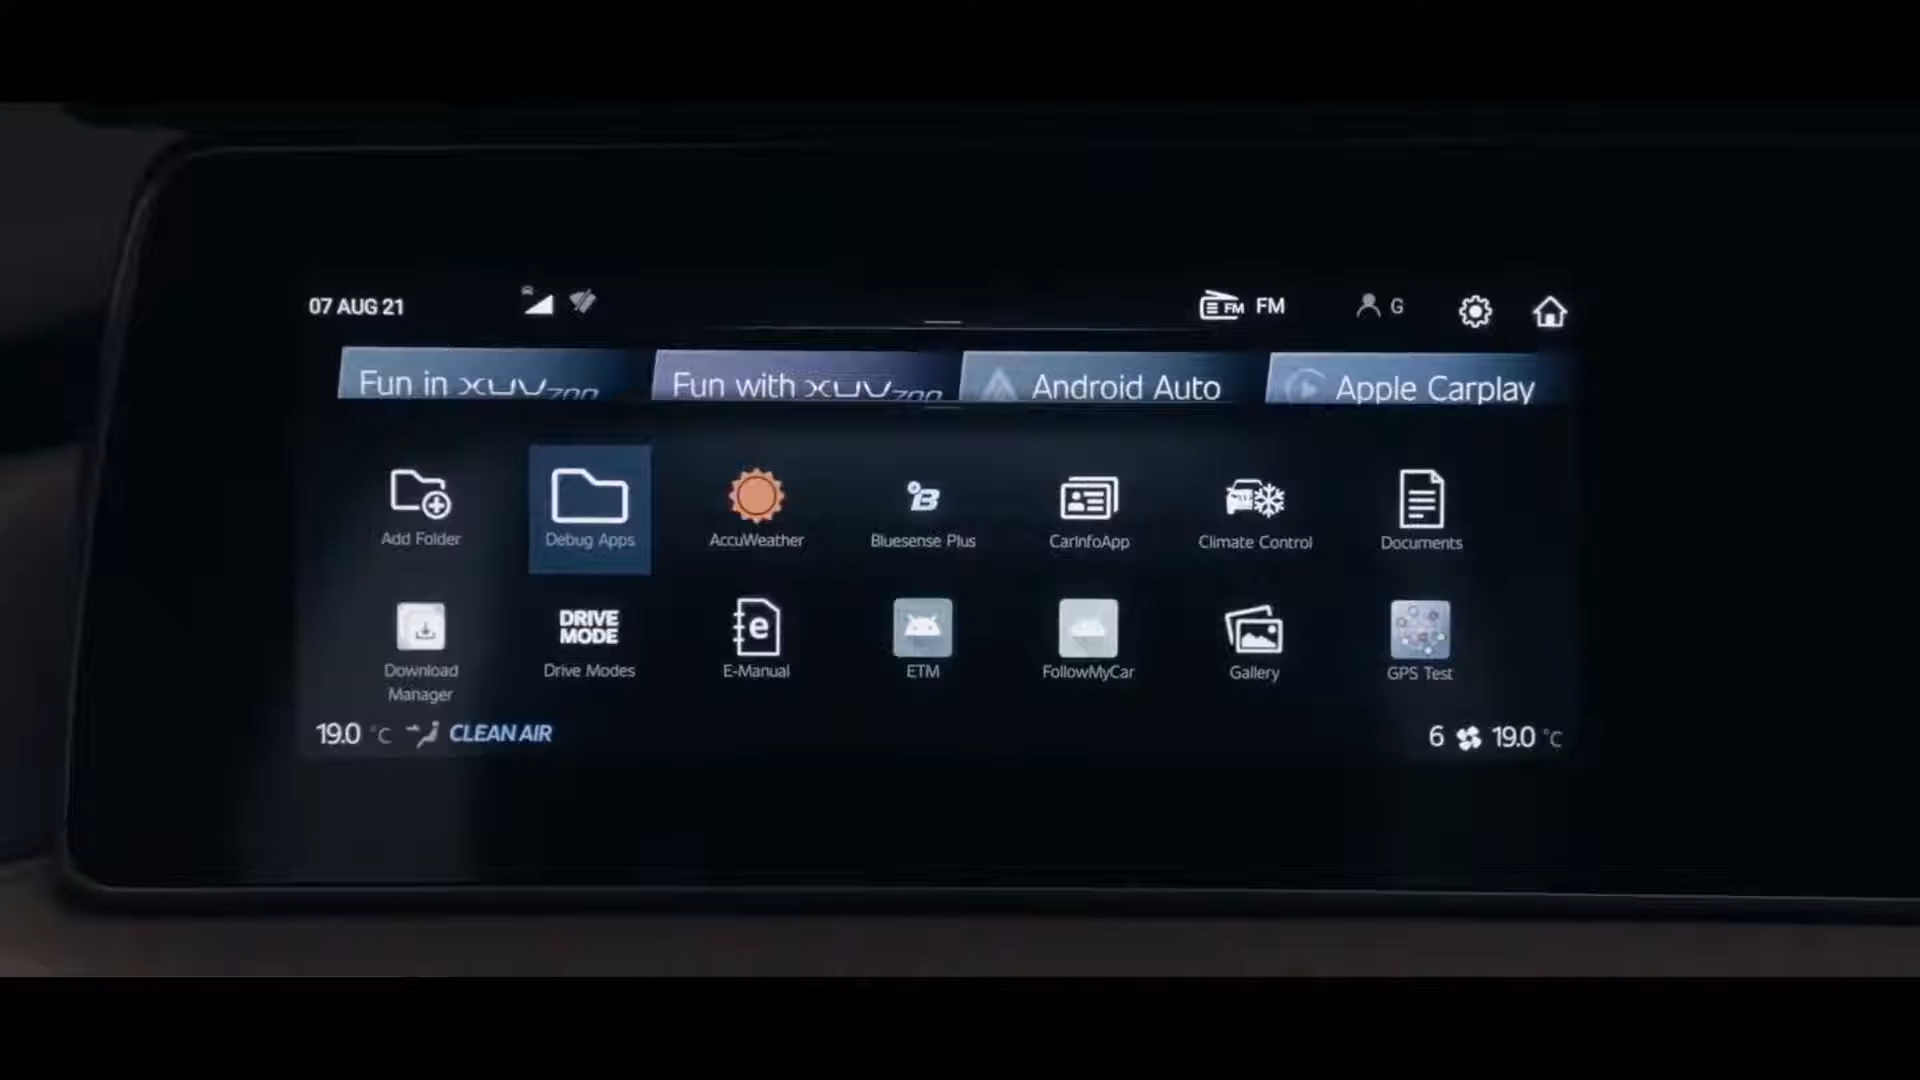 07 AUG 21
FM FM
G
Fun in XUV700
Fun with XUV700
Android Auto
Apple Carplay
Add Folder
Debug Apps
AccuWeather
Bluesense Plus
CarInfoApp
Climate Control
Documents
DRIVE
MODE
e
Download
Manager
Drive Modes
E-Manual
ETM
FollowMyCar
Gallery
GPS Test
19.0 °C CLEAN AIR
6 19.0 °C